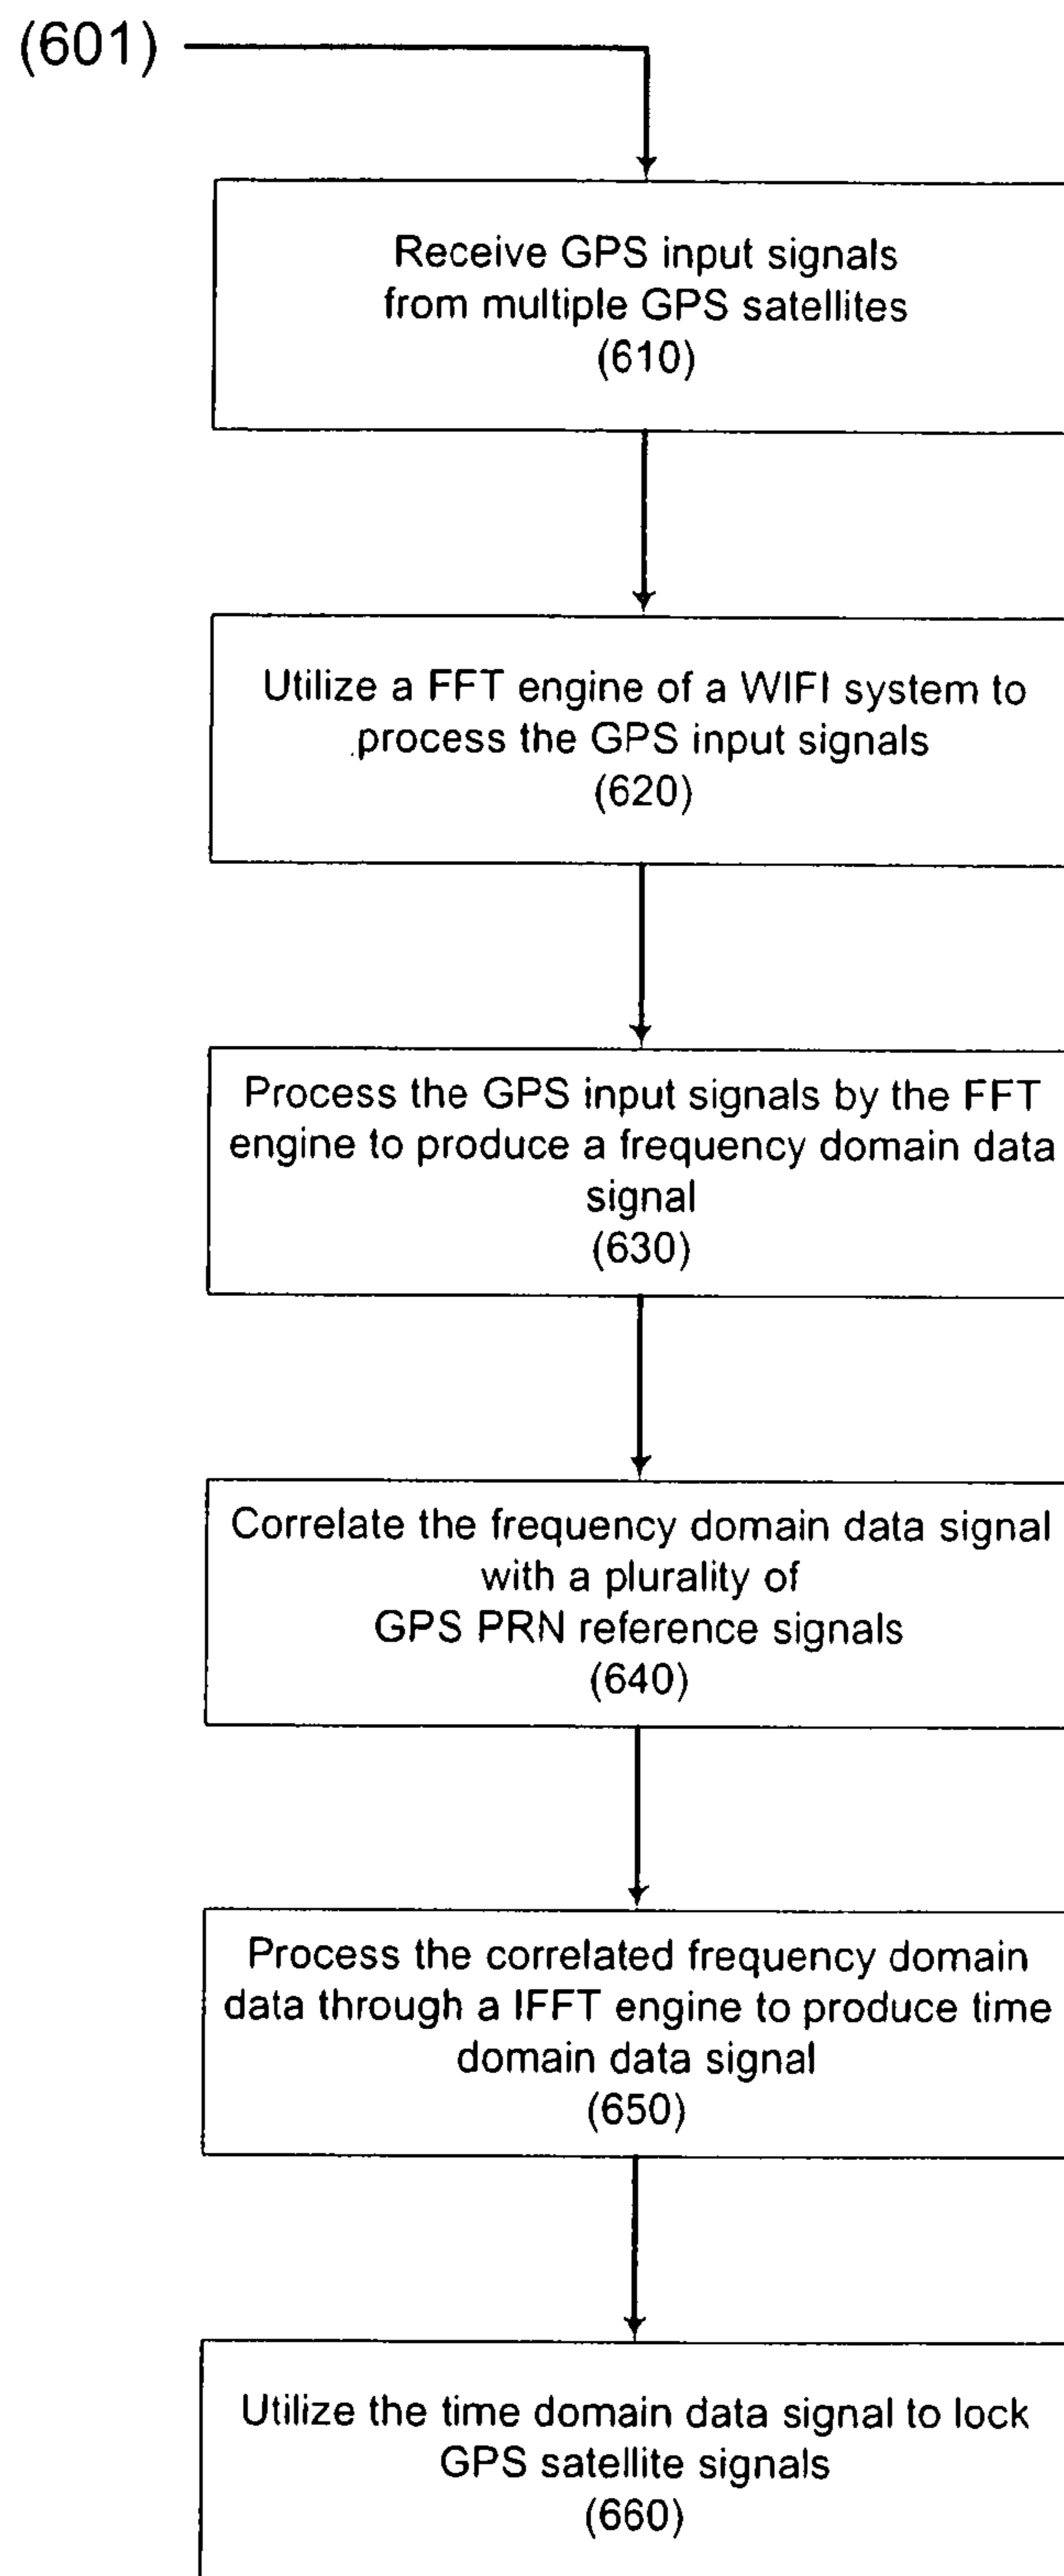 (601)
Receive GPS input signals
from multiple GPS satellites
(610)
Utilize a FFT engine of a WIFI system to
process the GPS input signals
(620)
Process the GPS input signals by the FFT
engine to produce a frequency domain data
signal
(630)
Correlate the frequency domain data signal
with a plurality of
GPS PRN reference signals
(640)
Process the correlated frequency domain
data through a IFFT engine to produce time
domain data signal
(650)
Utilize the time domain data signal to lock
GPS satellite signals
(660)